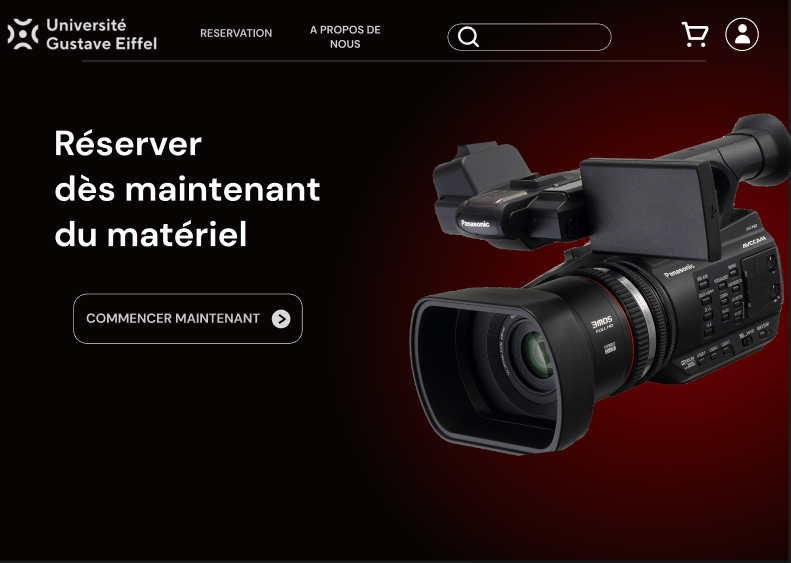 Université
Gustave Eiffel
RESERVATION
A PROPOS DE
NOUS
Réserver
dès maintenant
du matériel
COMMENCER MAINTENANT
Panasonic
Panasonic
AVCCAM
3MOS
FULL HD